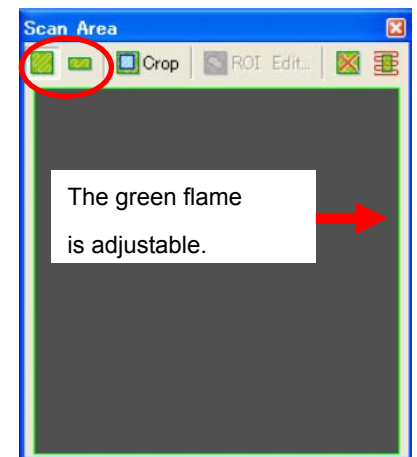 Scan Area
Crop ROI Edit...
The green flame
is adjustable.